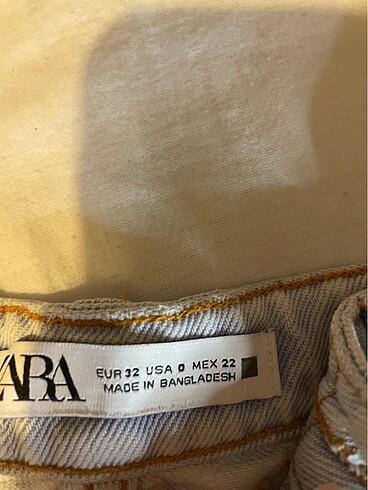 ZARA
EUR 32 USA 0 MEX 22
MADE IN BANGLADESH